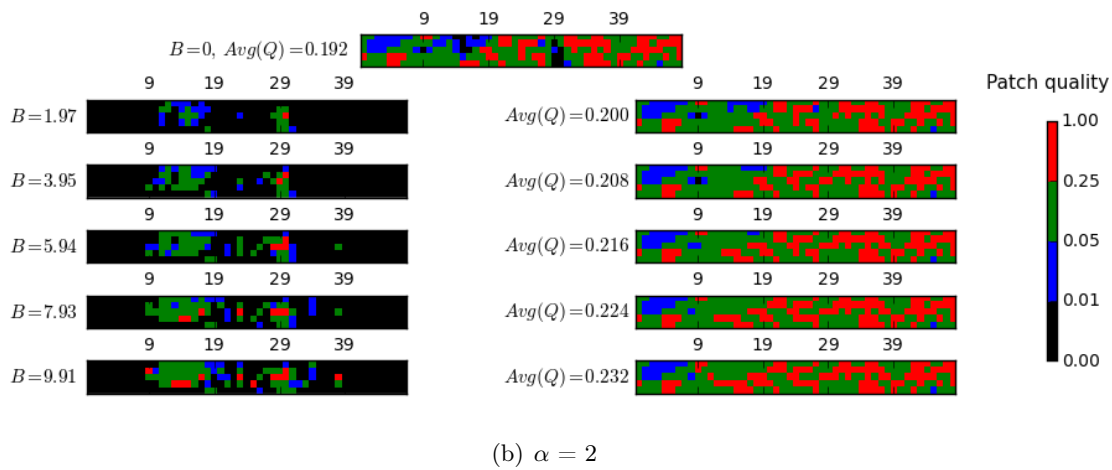 9 19 29 39
B=0, Avg(Q)=0.192
9 19 29 39
Patch quality
B=1.97
Avg(Q)=0.200
1.00
9 19 29 39
9 19 29 39
0.25
B=3.95
Avg(Q)=0.208
9 19 29 39
9 19 29 39
0.05
B=5.94
Avg(Q)=0.216
9 19 29 39
9 19 29 39
0.01
B=7.93
Avg(Q)=0.224
9 19 29 39
9 19 29 39
0.00
B=9.91
Avg(Q)=0.232
(b) α = 2